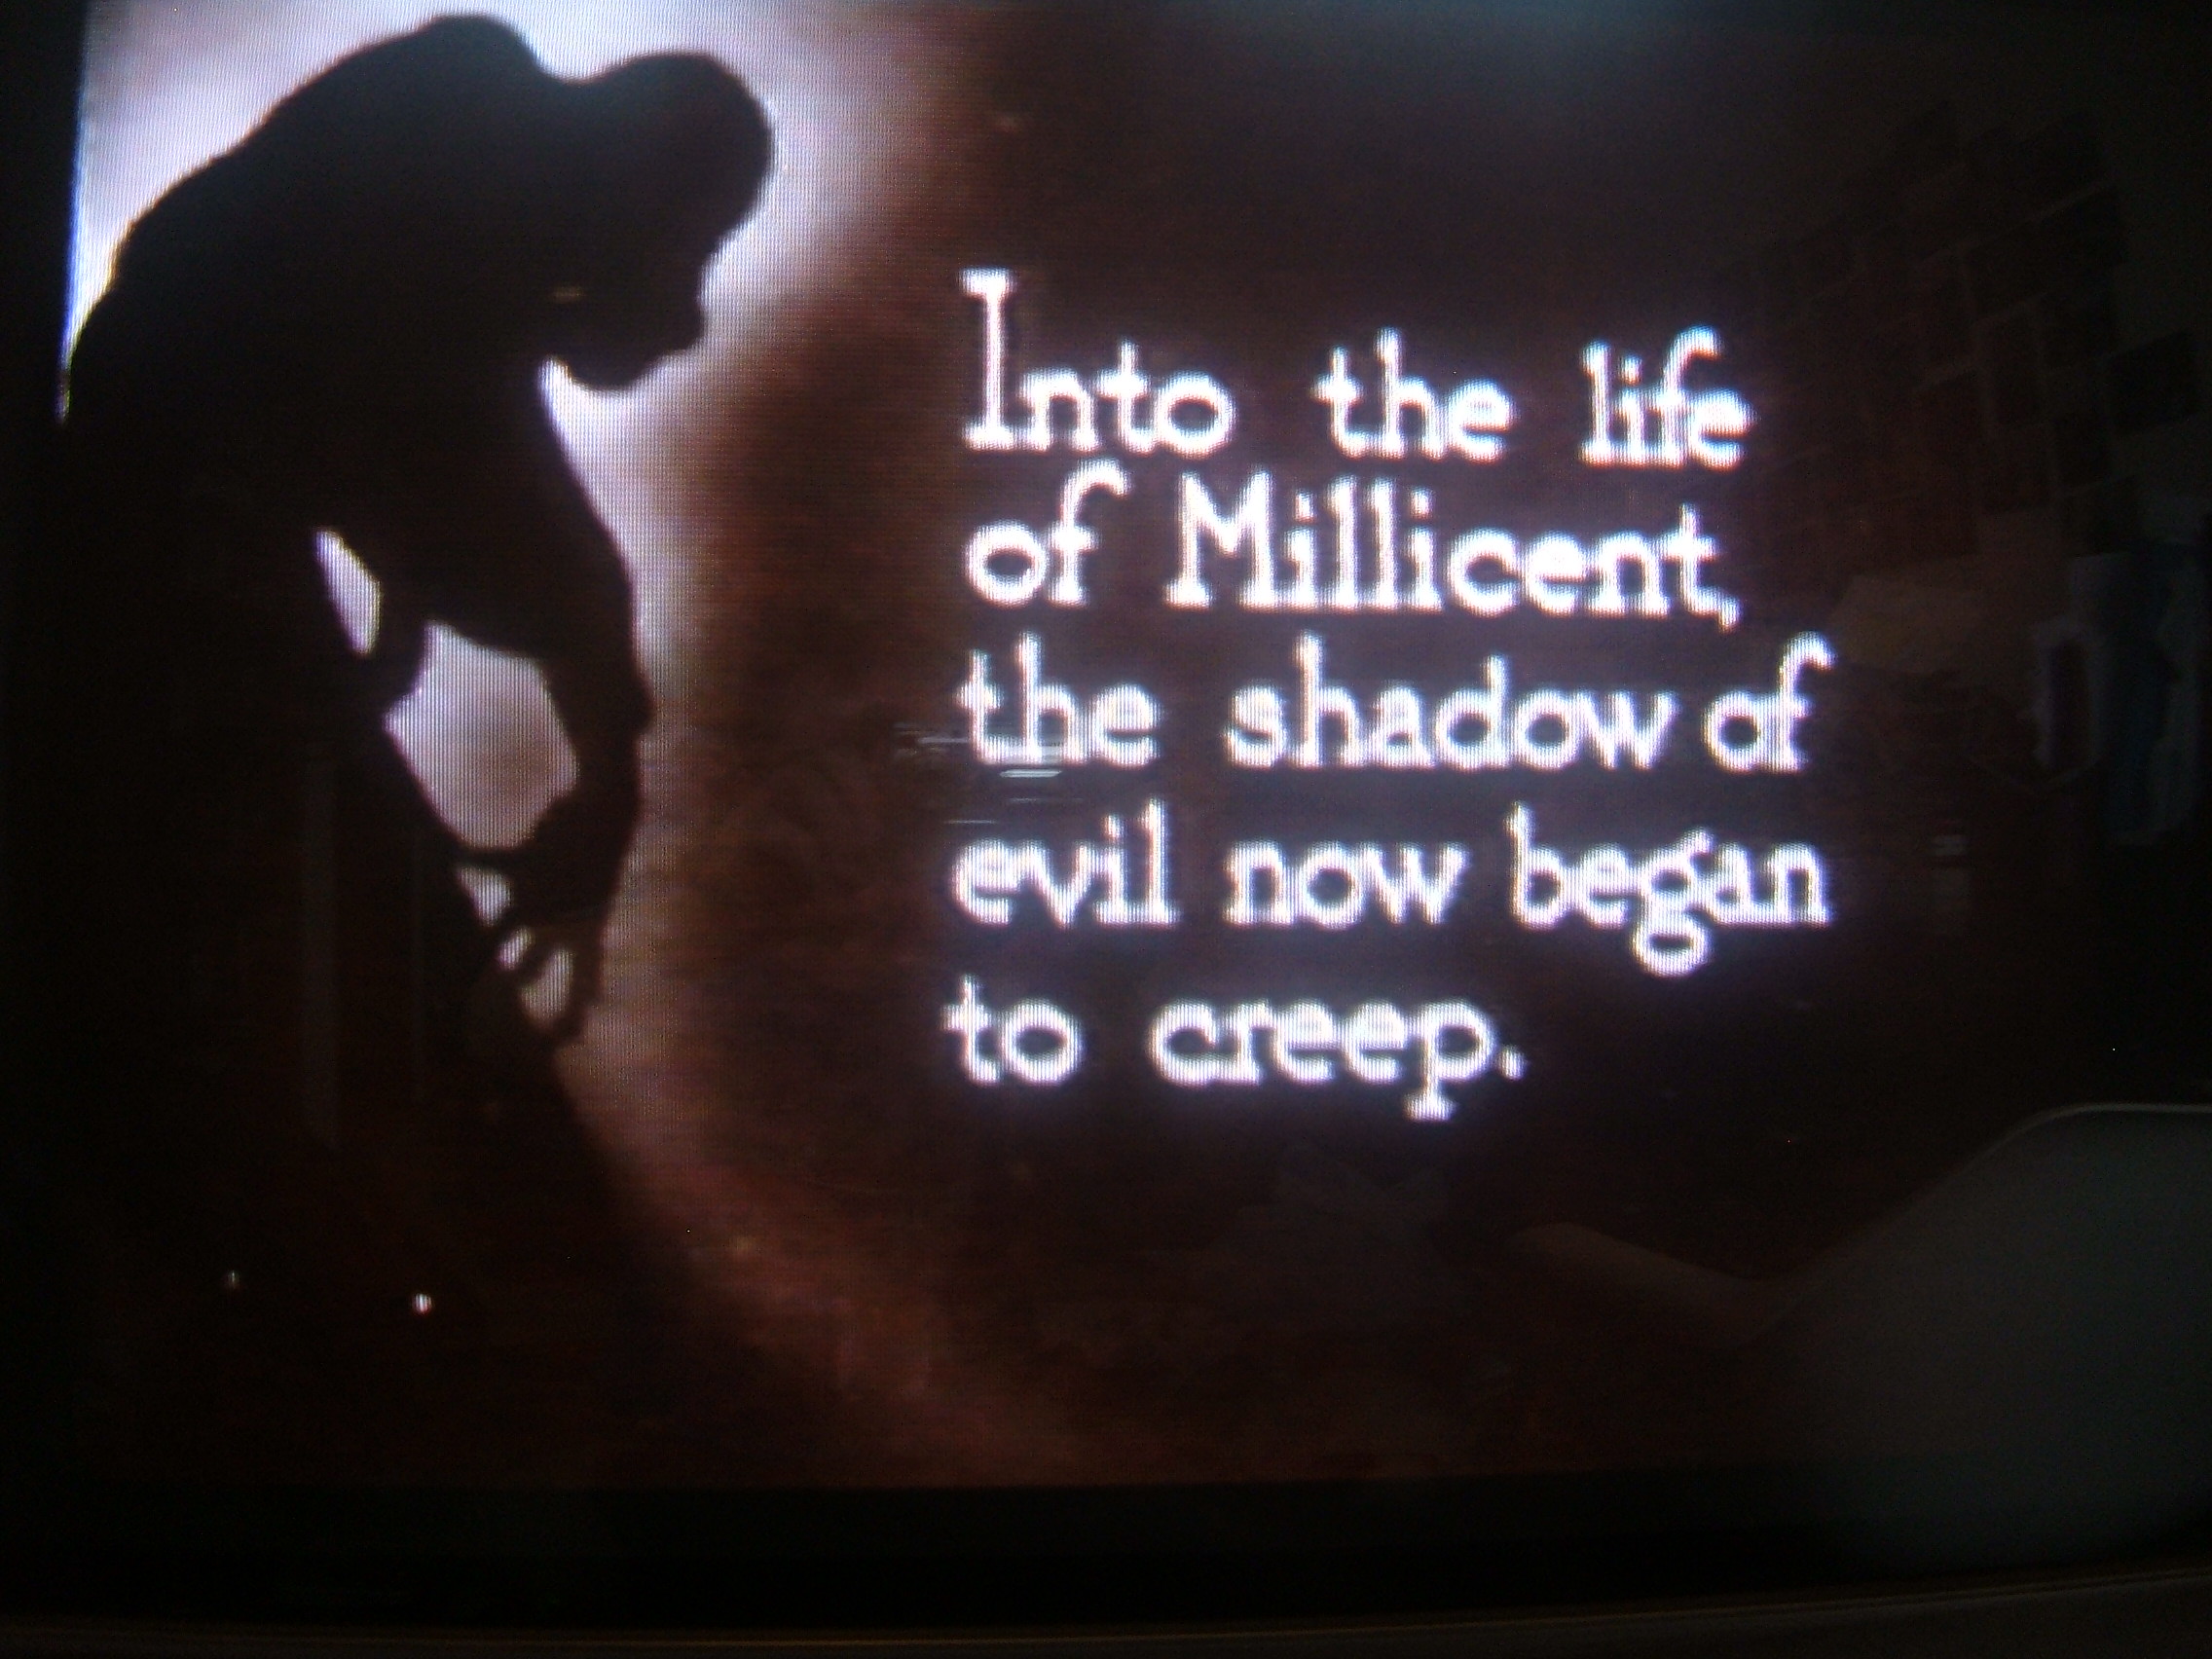 Into the life
of Millicent,
the shadow of
evil now began
to creep.